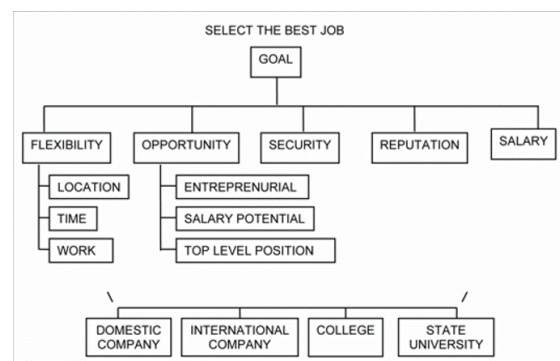 SELECT THE BEST JOB
GOAL
FLEXIBILITY
OPPORTUNITY
SECURITY
REPUTATION
SALARY
LOCATION
TIME
WORK
ENTREPRENURIAL
SALARY POTENTIAL
TOP LEVEL POSITION
DOMESTIC
COMPANY
INTERNATIONAL
COMPANY
COLLEGE
STATE
UNIVERSITY